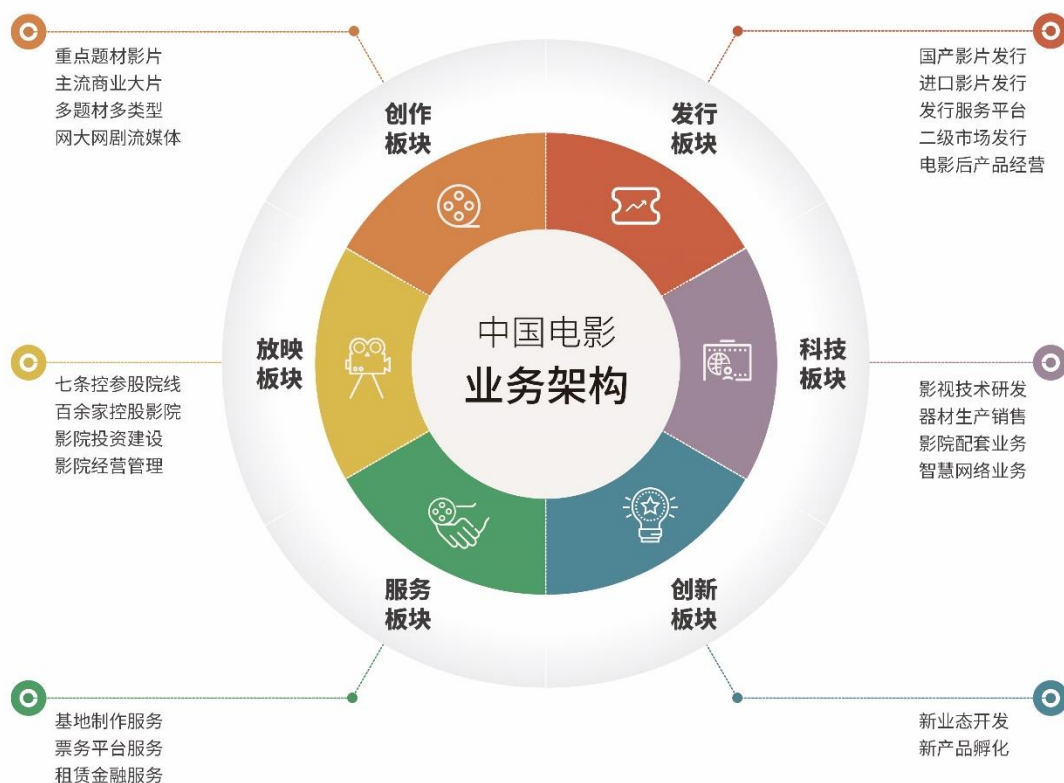 重点题材影片
主流商业大片
多题材多类型
网大网剧流媒体
创作
板块
发行
板块
国产影片发行
进口影片发行
发行服务平台
二级市场发行
电影后产品经营
中国电影
业务架构
放映
板块
七条控参股院线
百余家控股影院
影院投资建设
影院经营管理
科技
板块
影视技术研发
器材生产销售
影院配套业务
智慧网络业务
服务
板块
基地制作服务
票务平台服务
租赁金融服务
创新
板块
新业态开发
新产品孵化